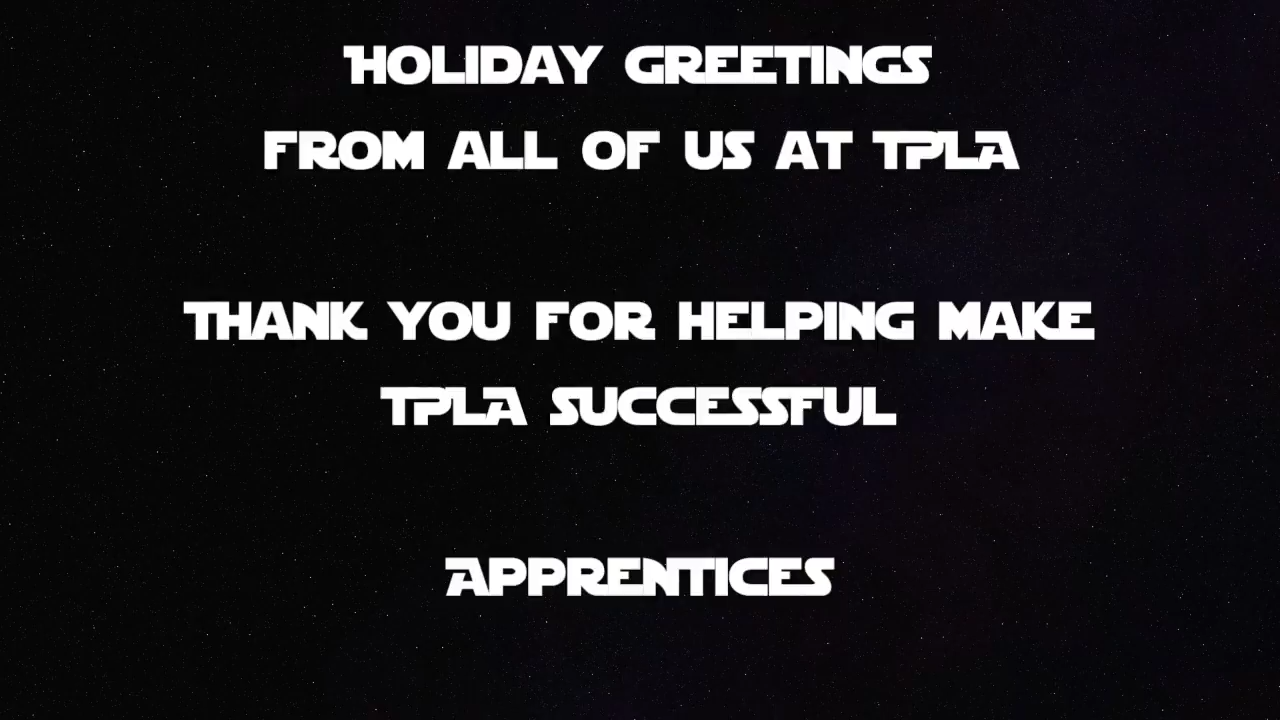 HOLIDAY GREETINGS
FROM ALL OF US AT TPLA
THANK YOU FOR HELPING MAKE
TPLA SUCCESSFUL
APPRENTICES